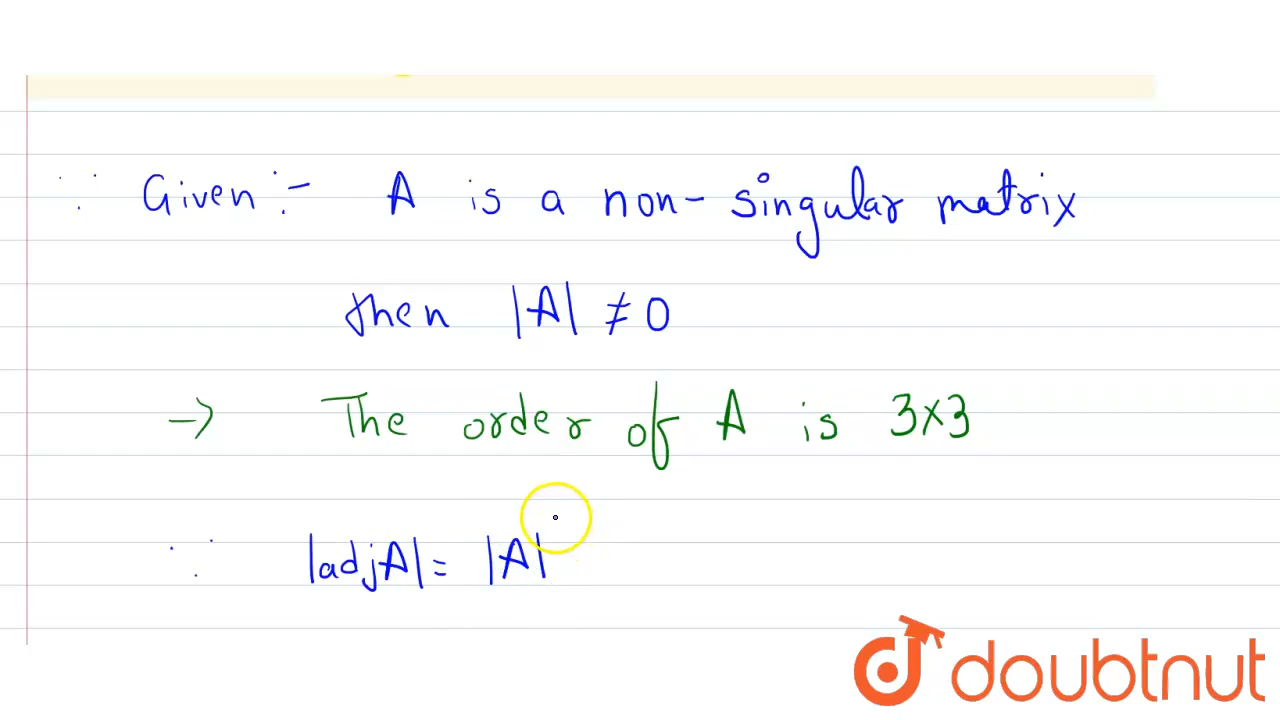 ∵ Given :- A is a non-singular matrix
then |A| ≠ 0
→ The order of A is 3×3
∵ |adjA| = |A|
doubtnut